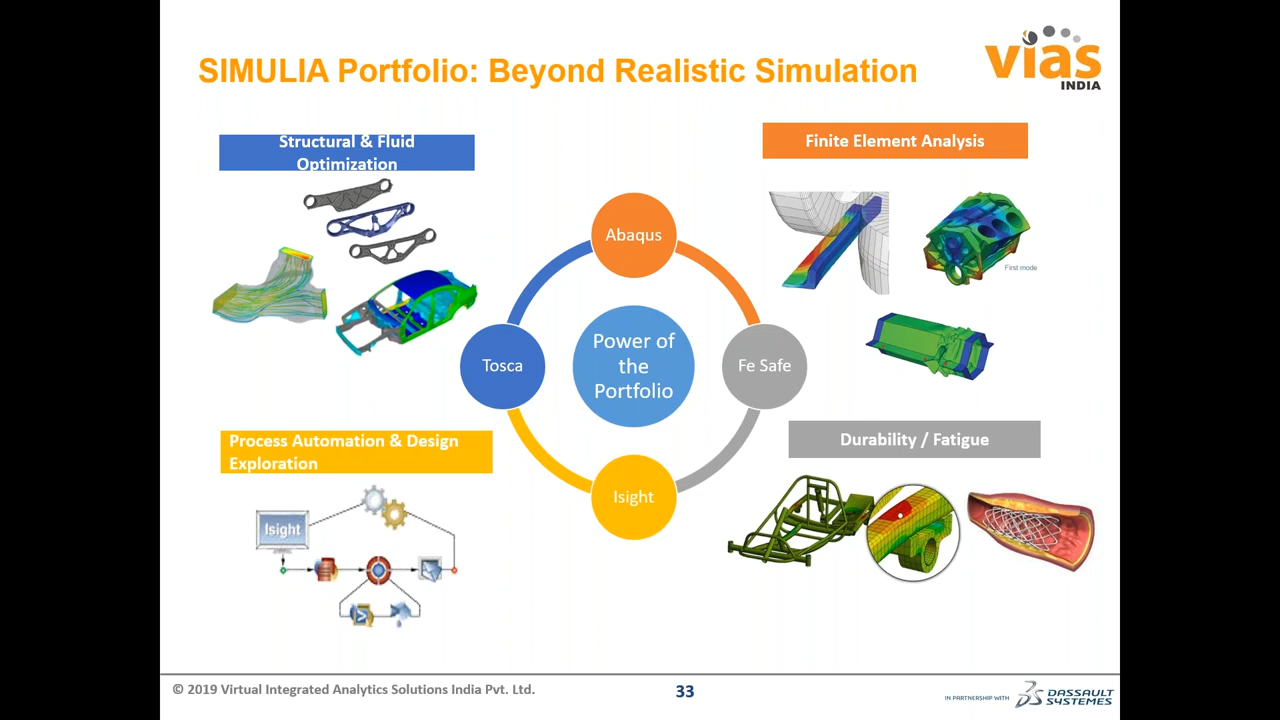 SIMULIA Portfolio: Beyond Realistic Simulation
vias
INDIA
Structural & Fluid
Optimization
Finite Element Analysis
First mode
Abaqus
Tosca
Power of
the
Portfolio
Fe Safe
Isight
Process Automation & Design
Exploration
Isight
Durability / Fatigue
© 2019 Virtual Integrated Analytics Solutions India Pvt. Ltd.
33
IN PARTNERSHIP WITH
DASSAULT
SYSTEMES